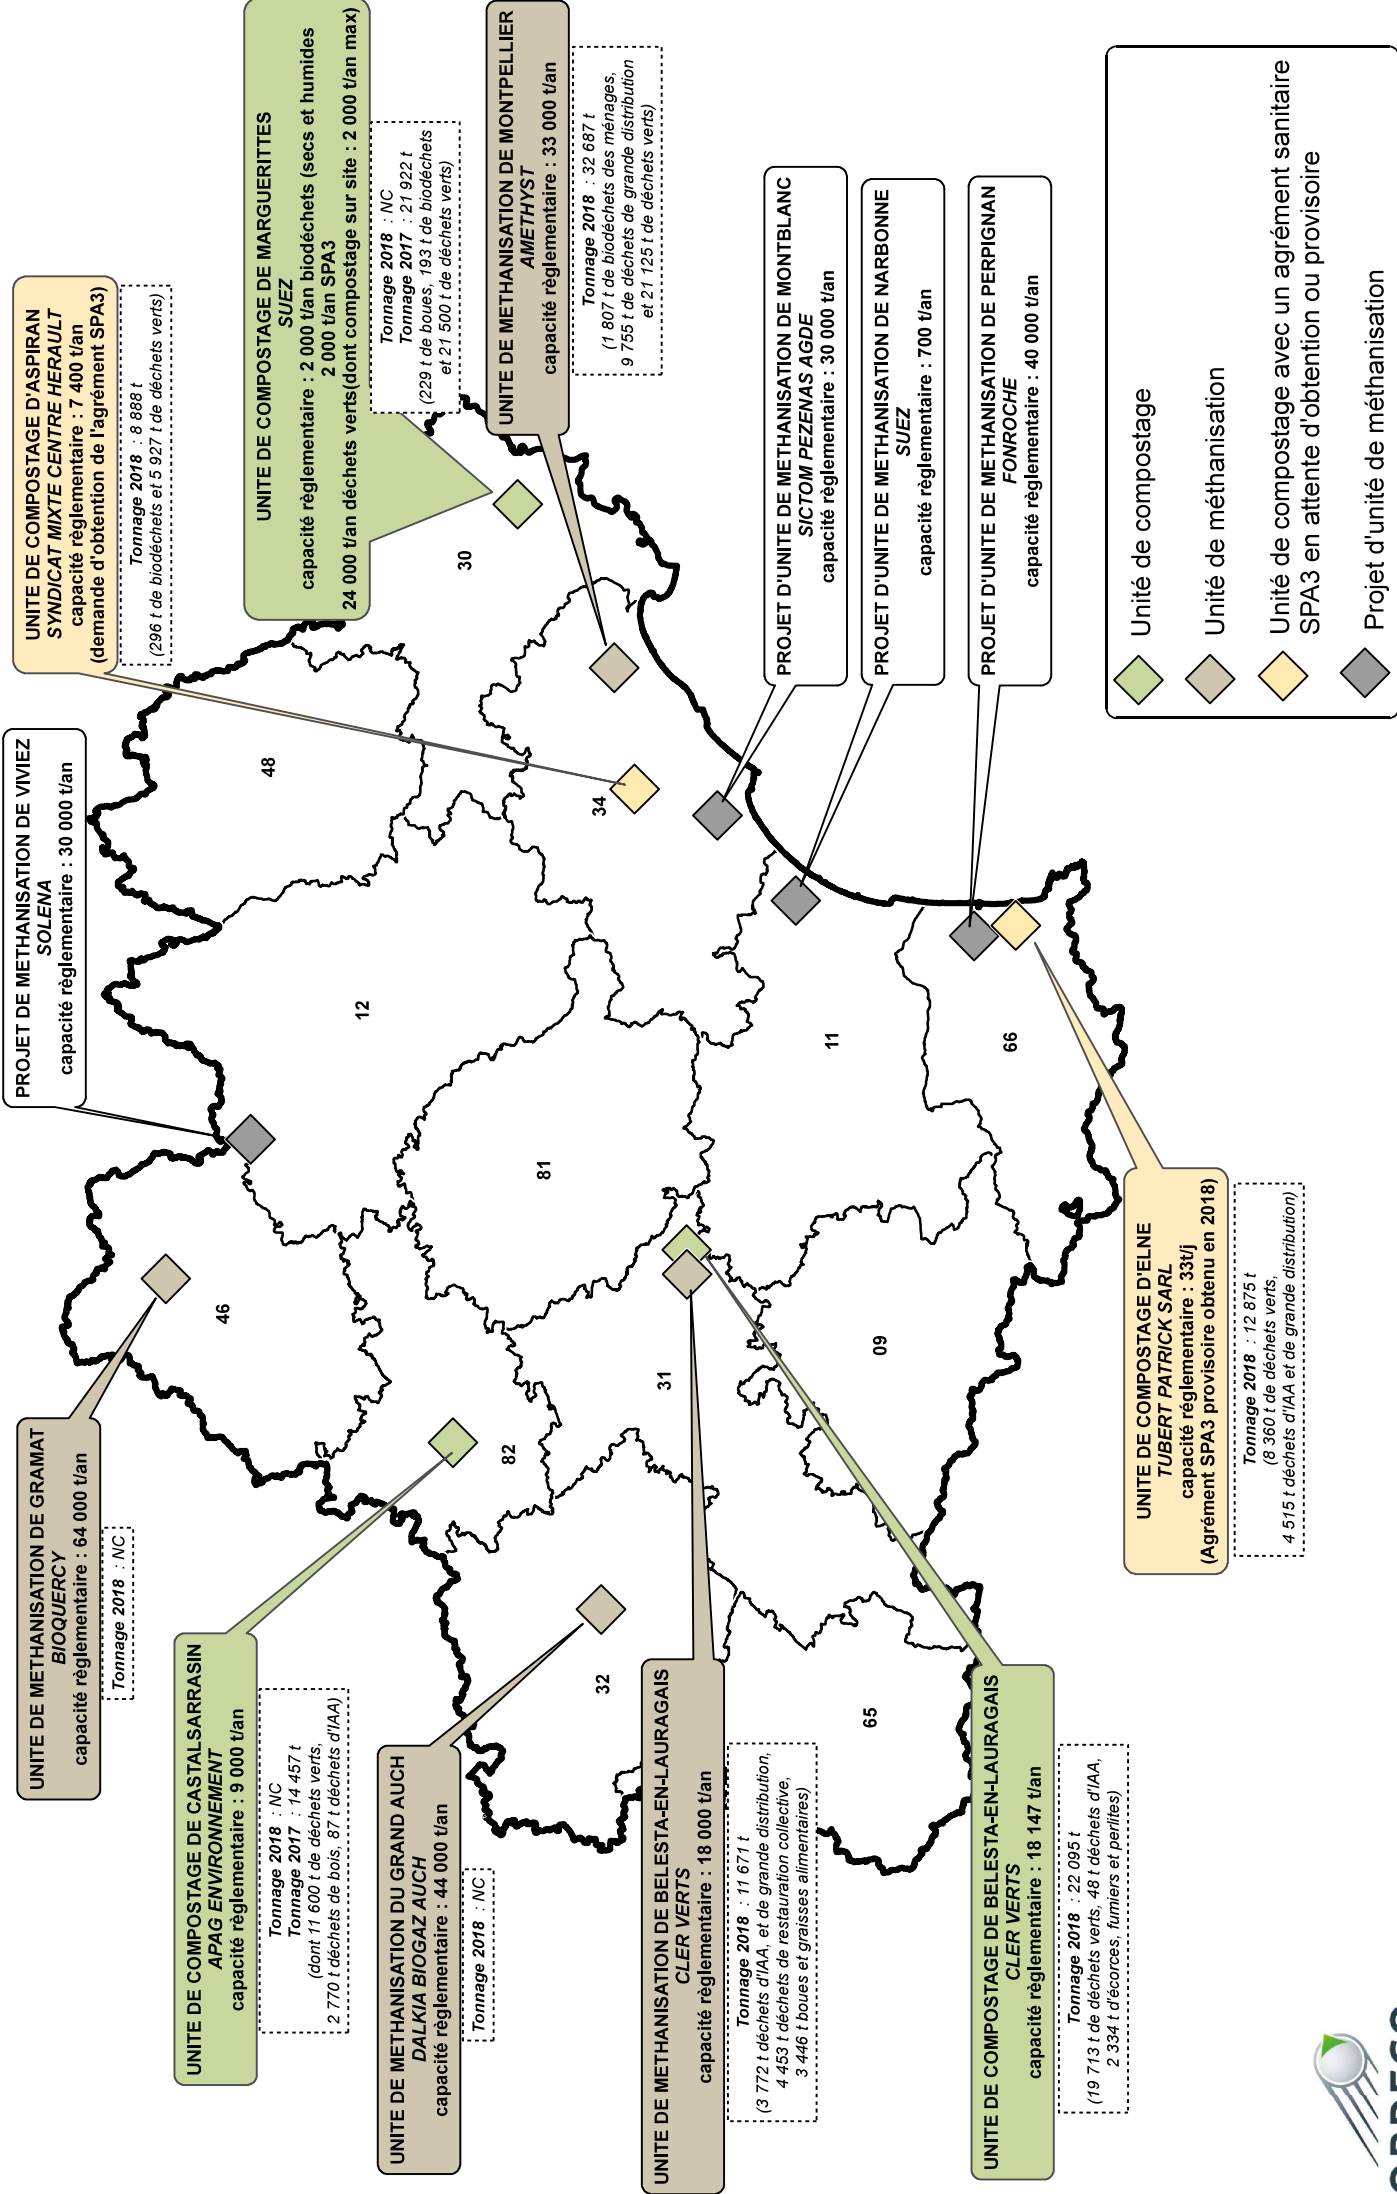 UNITE DE METHANISATION DE GRAMAT
BIOQUERCY
capacité règlementaire : 64 000 t/an
Tonnage 2018 : NC
PROJET DE METHANISATION DE VIVIEZ
SOLENA
capacité règlementaire : 30 000 t/an
UNITE DE COMPOSTAGE D'ASPIRAN
SYNDICAT MIXTE CENTRE HERAULT
capacité règlementaire : 7 400 t/an
(demande d'obtention de l'agrément SPA3)
Tonnage 2018 : 8 888 t
(296 t de biodéchets et 5 927 t de déchets verts)
UNITE DE COMPOSTAGE DE CASTALSARRASIN
APAG ENVIRONNEMENT
capacité règlementaire : 9 000 t/an
Tonnage 2018 : NC
Tonnage 2017 : 14 457 t
(dont 11 600 t de déchets verts,
2 770 t déchets de bois, 87 t déchets d'IAA)
UNITE DE COMPOSTAGE DE MARGUERITTES
SUEZ
capacité règlementaire : 2 000 t/an biodéchets (secs et humides
2 000 t/an SPA3
24 000 t/an déchets verts(dont compostage sur site : 2 000 t/an max)
Tonnage 2018 : NC
Tonnage 2017 : 21 922 t
(229 t de boues, 193 t de biodéchets
et 21 500 t de déchets verts)
UNITE DE METHANISATION DU GRAND AUCH
DALKIA BIOGAZ AUCH
capacité règlementaire : 44 000 t/an
Tonnage 2018 : NC
UNITE DE METHANISATION DE MONTPELLIER
AMETHYST
capacité règlementaire : 33 000 t/an
Tonnage 2018 : 32 687 t
(1 807 t de biodéchets des ménages,
9 755 t de déchets de grande distribution
et 21 125 t de déchets verts)
UNITE DE METHANISATION DE BELESTA-EN-LAURAGAIS
CLER VERTS
capacité règlementaire : 18 000 t/an
Tonnage 2018 : 11 671 t
(3 772 t déchets d'IAA, et de grande distribution,
4 453 t déchets de restauration collective,
3 446 t boues et graisses alimentaires)
PROJET D'UNITE DE METHANISATION DE MONTBLANC
SICTOM PEZENAS AGDE
capacité règlementaire : 30 000 t/an
PROJET D'UNITE DE METHANISATION DE NARBONNE
SUEZ
capacité règlementaire : 700 t/an
PROJET D'UNITE DE METHANISATION DE PERPIGNAN
FONROCHE
capacité règlementaire : 40 000 t/an
UNITE DE COMPOSTAGE DE BELESTA-EN-LAURAGAIS
CLER VERTS
capacité règlementaire : 18 147 t/an
Tonnage 2018 : 22 095 t
(19 713 t de déchets verts, 48 t déchets d'IAA,
2 334 t d'écorces, fumiers et perlites)
UNITE DE COMPOSTAGE D'ELNE
TUBERT PATRICK SARL
capacité réglementaire : 33t/j
(Agrément SPA3 provisoire obtenu en 2018)
Tonnage 2018 : 12 875 t
(8 360 t de déchets verts,
4 515 t déchets d'IAA et de grande distribution)
46
48
12
30
82
81
34
32
31
65
09
11
66
Unité de compostage
Unité de méthanisation
Unité de compostage avec un agrément sanitaire
SPA3 en attente d'obtention ou provisoire
Projet d'unité de méthanisation